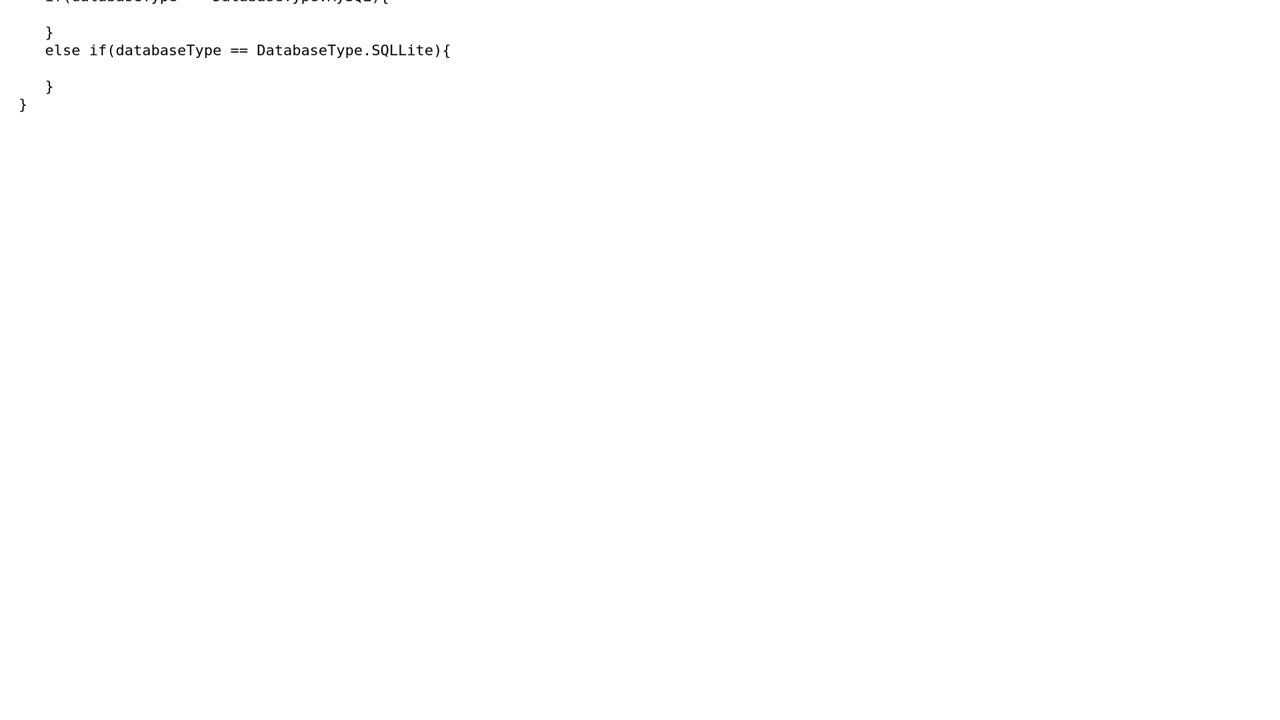 }
else if(databaseType == DatabaseType.SQLLite){
}
}